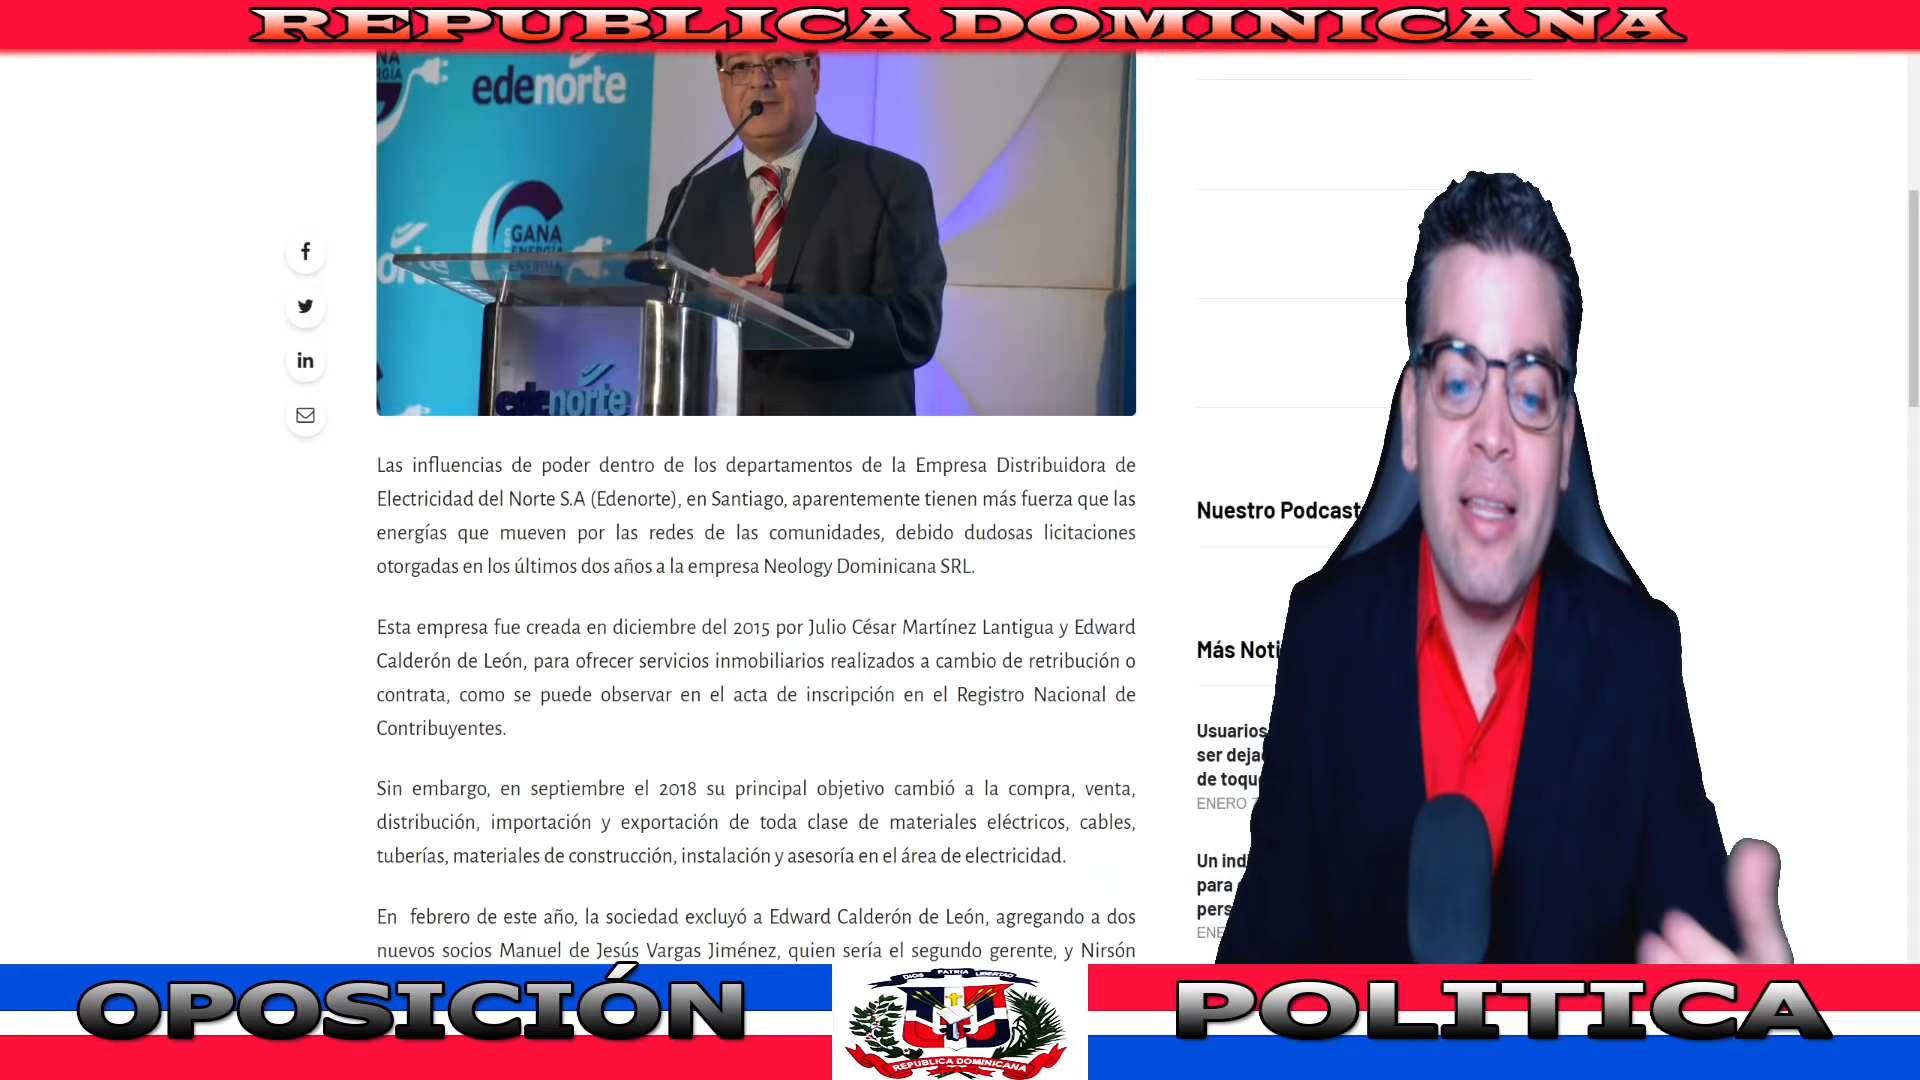 REPUBLICA DOMINICANA
NA
RGÍA
edenorte
GANA
ENERGÍA
edenorte
Las influencias de poder dentro de los departamentos de la Empresa Distribuidora de
Electricidad del Norte S.A (Edenorte), en Santiago, aparentemente tienen más fuerza que las
energías que mueven por las redes de las comunidades, debido dudosas licitaciones
otorgadas en los últimos dos años a la empresa Neology Dominicana SRL.
Esta empresa fue creada en diciembre del 2015 por Julio César Martínez Lantigua y Edward
Calderón de León, para ofrecer servicios inmobiliarios realizados a cambio de retribución o
contrata, como se puede observar en el acta de inscripción en el Registro Nacional de
Contribuyentes.
Sin embargo, en septiembre el 2018 su principal objetivo cambió a la compra, venta,
distribución, importación y exportación de toda clase de materiales eléctricos, cables,
tuberías, materiales de construcción, instalación y asesoría en el área de electricidad.
En febrero de este año, la sociedad excluyó a Edward Calderón de León, agregando a dos
nuevos socios Manuel de Jesús Vargas Jiménez, quien sería el segundo gerente, y Nirsón
Nuestro Podcast
Más Noti
Usuarios
ser deja
de toqu
ENERO 7
Un ind
para
pers
ENE
OPOSICIÓN
DIOS PATRIA LIBERTAD
REPUBLICA DOMINICANA
POLITICA